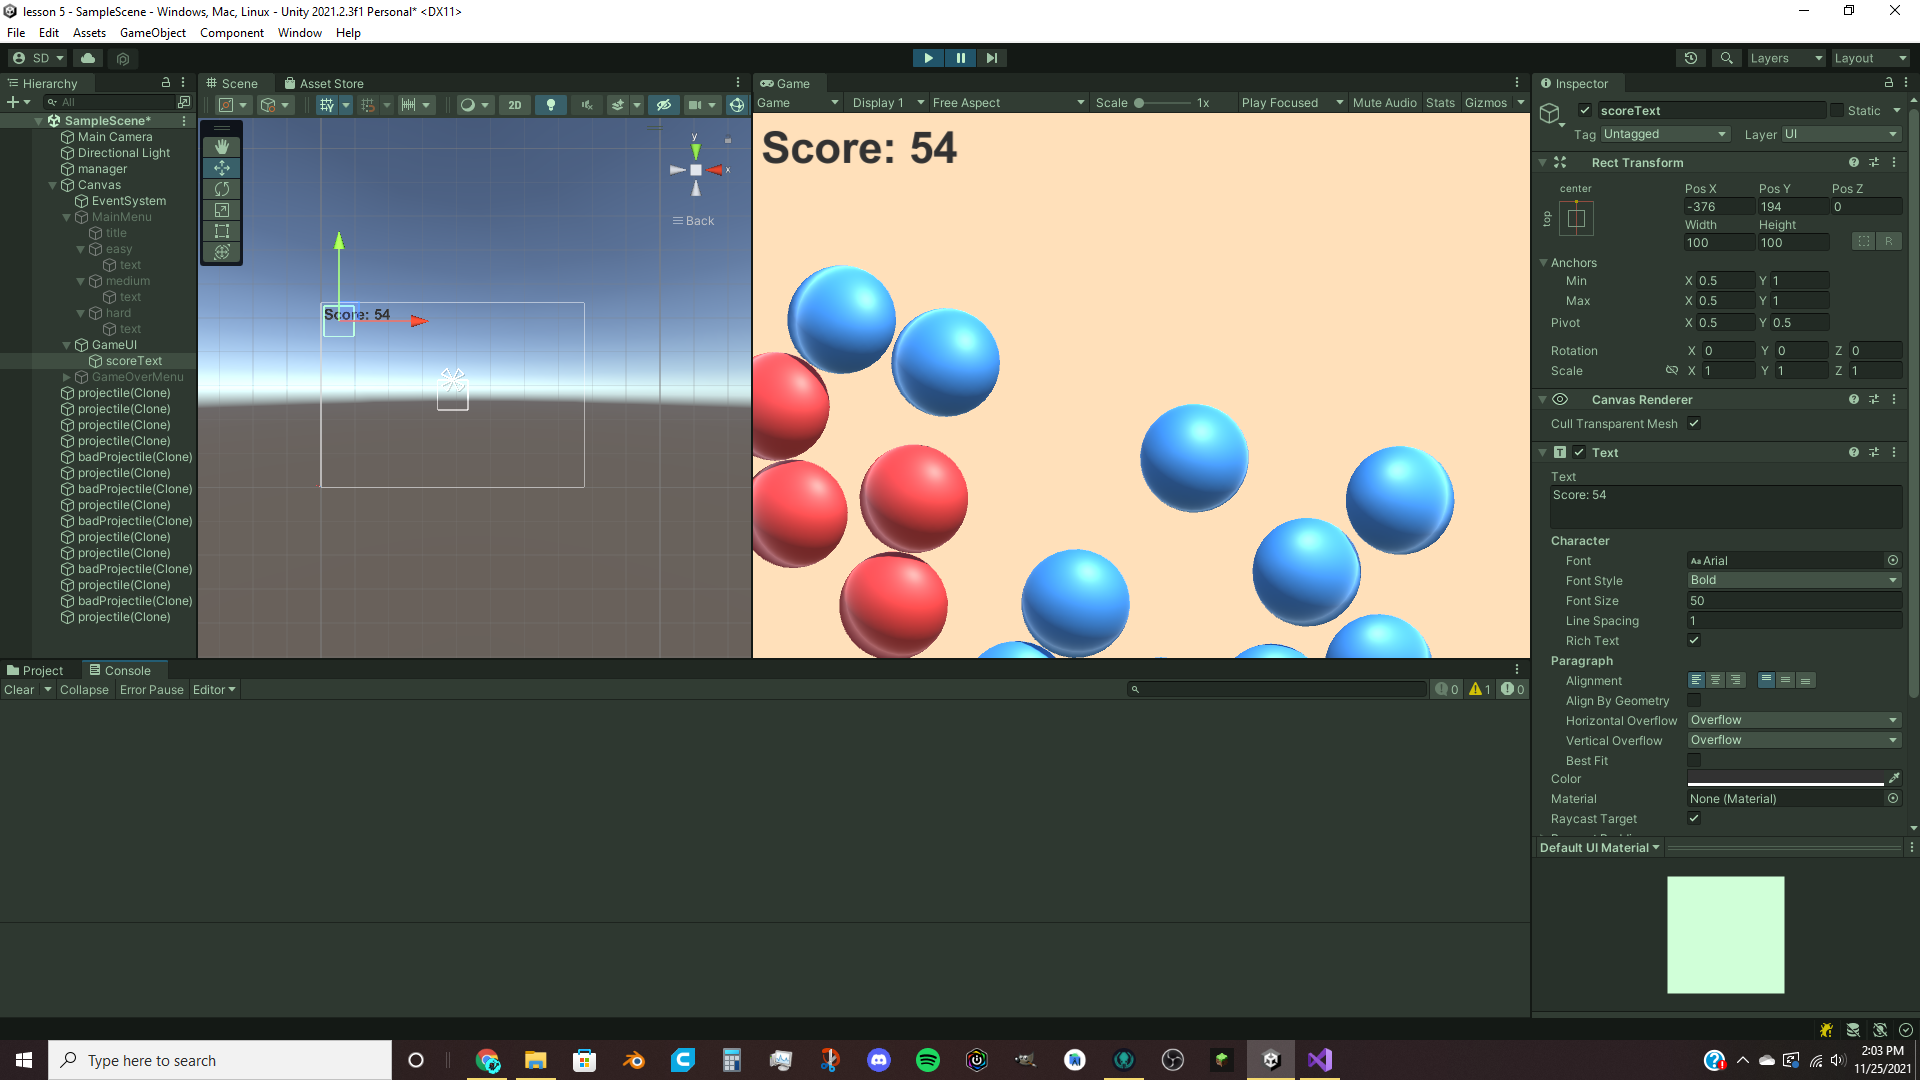 lesson 5 - SampleScene - Windows, Mac, Linux - Unity 2021.2.3f1 Personal* <DX11>
File Edit Assets GameObject Component Window Help
SD Layers Layout
Hierarchy
All
SampleScene*
Main Camera
Directional Light
manager
Canvas
EventSystem
MainMenu
title
easy
text
medium
text
hard
text
GameUI
scoreText
GameOverMenu
projectile(Clone)
projectile(Clone)
projectile(Clone)
projectile(Clone)
badProjectile(Clone)
projectile(Clone)
badProjectile(Clone)
projectile(Clone)
badProjectile(Clone)
projectile(Clone)
projectile(Clone)
badProjectile(Clone)
projectile(Clone)
badProjectile(Clone)
projectile(Clone)
Scene Asset Store
2D
y
x
Back
Score: 54
Game
Game Display 1 Free Aspect Scale 1x Play Focused Mute Audio Stats Gizmos
Score: 54
Inspector
scoreText Static
Tag Untagged Layer UI
Rect Transform
center
top
Pos X Pos Y Pos Z
-376 194 0
Width Height
100 100 R
Anchors
Min X 0.5 Y 1
Max X 0.5 Y 1
Pivot X 0.5 Y 0.5
Rotation X 0 Y 0 Z 0
Scale X 1 Y 1 Z 1
Canvas Renderer
Cull Transparent Mesh
T Text
Text
Score: 54
Character
Font Aa Arial
Font Style Bold
Font Size 50
Line Spacing 1
Rich Text
Paragraph
Alignment
Align By Geometry
Horizontal Overflow Overflow
Vertical Overflow Overflow
Best Fit
Color
Material None (Material)
Raycast Target
Default UI Material
Project Console
Clear Collapse Error Pause Editor 0 1 0
Type here to search
2:03 PM
11/25/2021